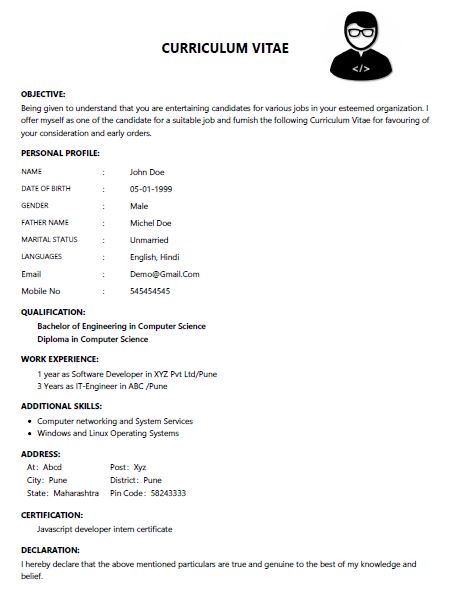 CURRICULUM VITAE
</>
OBJECTIVE:
Being given to understand that you are entertaining candidates for various jobs in your esteemed organization. I
offer myself as one of the candidate for a suitable job and furnish the following Curriculum Vitae for favouring of
your consideration and early orders.
PERSONAL PROFILE:
NAME : John Doe
DATE OF BIRTH : 05-01-1999
GENDER : Male
FATHER NAME : Michel Doe
MARITAL STATUS : Unmarried
LANGUAGES : English, Hindi
Email : Demo@Gmail.Com
Mobile No : 545454545
QUALIFICATION:
Bachelor of Engineering in Computer Science
Diploma in Computer Science
WORK EXPERIENCE:
1 year as Software Developer in XYZ Pvt Ltd/Pune
3 Years as IT-Engineer in ABC /Pune
ADDITIONAL SKILLS:
• Computer networking and System Services
• Windows and Linux Operating Systems
ADDRESS:
At: Abcd Post: Xyz
City: Pune District: Pune
State: Maharashtra Pin Code: 58243333
CERTIFICATION:
Javascript developer intern certificate
DECLARATION:
I hereby declare that the above mentioned particulars are true and genuine to the best of my knowledge and
belief.